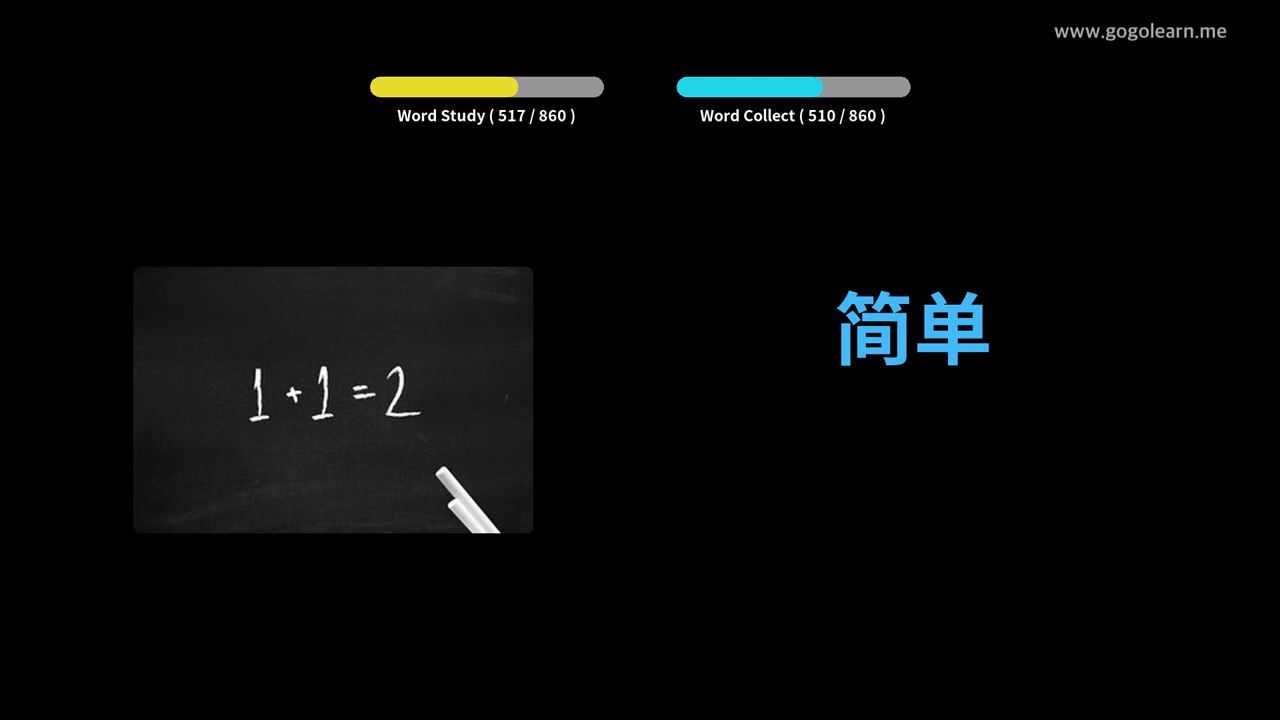 www.gogolearn.me
Word Study ( 517 / 860 )
Word Collect ( 510 / 860 )
1 + 1 = 2
简单